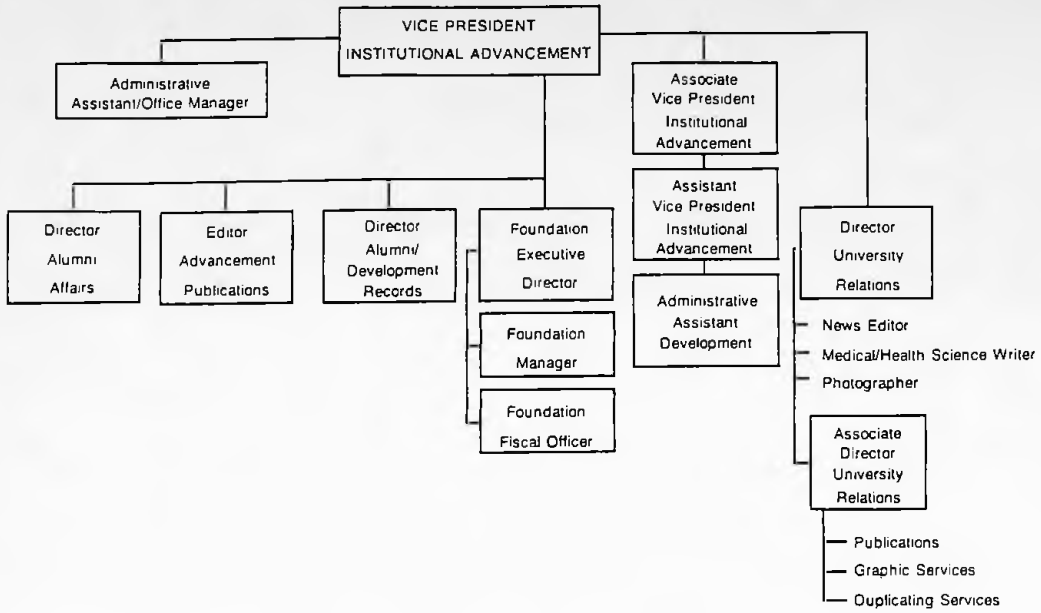 VICE PRESIDENT
INSTITUTIONAL ADVANCEMENT
Administrative
Assistant/Office Manager
Associate
Vice President
Institutional
Advancement
Assistant
Vice President
Institutional
Advancement
Administrative
Assistant
Development
Director
Alumni
Affairs
Editor
Advancement
Publications
Director
Alumni/
Development
Records
Foundation
Executive
Director
Foundation
Manager
Foundation
Fiscal Officer
Director
University
Relations
News Editor
Medical/Health Science Writer
Photographer
Associate
Director
University
Relations
Publications
Graphic Services
Duplicating Services